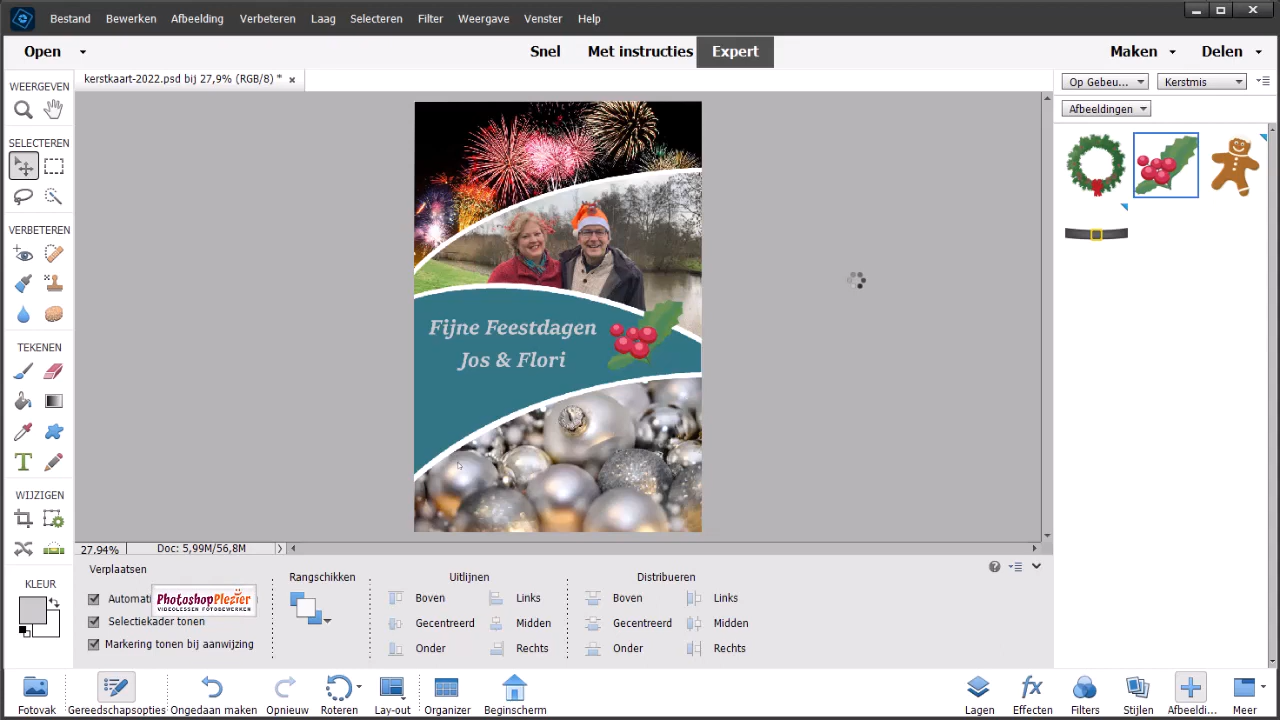 Bestand Bewerken Afbeelding Verbeteren Laag Selecteren Filter Weergave Venster Help
Open Snel Met instructies Expert Maken Delen
kerstkaart-2022.psd bij 27,9% (RGB/8) * ×
Op Gebeu... Kerstmis
Afbeeldingen
WEERGEVEN
SELECTEREN
VERBETEREN
TEKENEN
WIJZIGEN
KLEUR
Fijne Feestdagen
Jos & Flori
27.94% Doc: 5,99M/56,8M
Verplaatsen
Automati
PhotoshopPlezier
VIDEOLESSEN FOTOBEWERKEN
Selectiekader tonen
Markering tonen bij aanwijzing
Rangschikken
Uitlijnen
Boven Links
Gecentreerd Midden
Onder Rechts
Distribueren
Boven Links
Gecentreerd Midden
Onder Rechts
Fotovak Gereedschapsopties Ongedaan maken Opnieuw Roteren Lay-out Organizer Beginscherm Lagen Effecten Filters Stijlen Afbeeldi... Meer